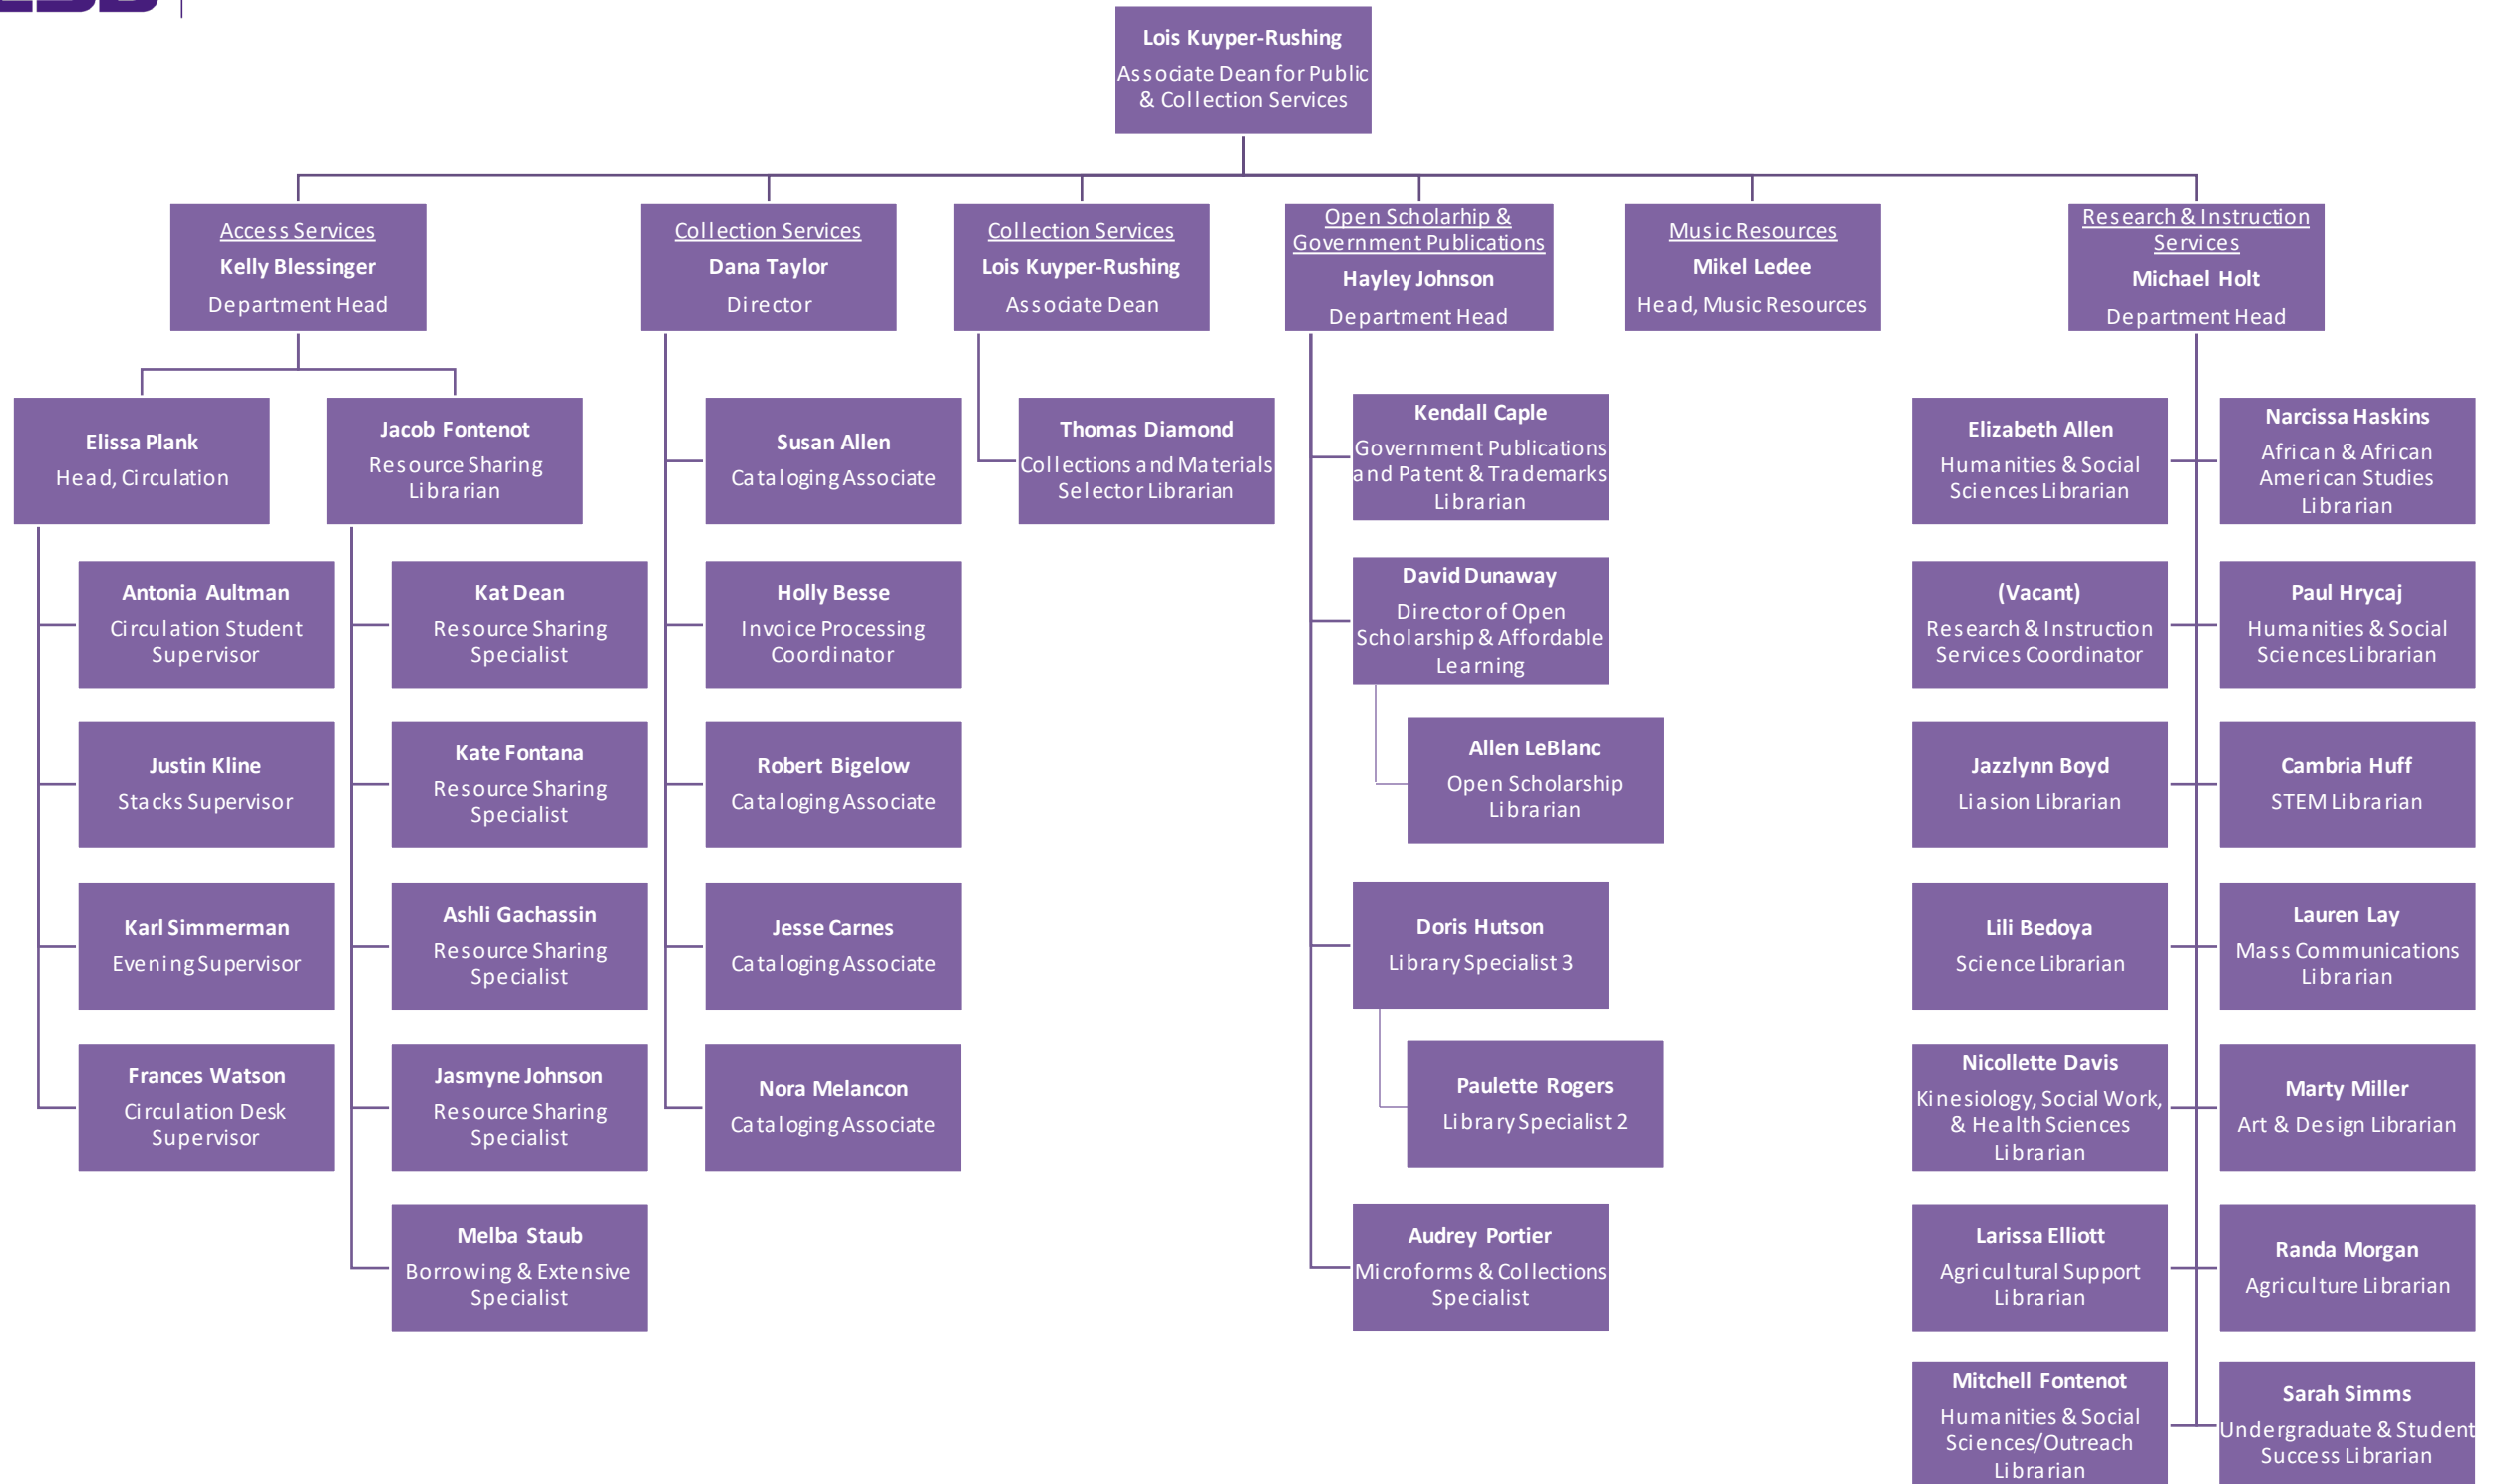 Lois Kuyper-Rushing
Associate Dean for Public
& Collection Services
Access Services
Kelly Blessinger
Department Head
Collection Services
Dana Taylor
Director
Collection Services
Lois Kuyper-Rushing
Associate Dean
Open Scholarhip &
Government Publications
Hayley Johnson
Department Head
Music Resources
Mikel Ledee
Head, Music Resources
Research & Instruction
Services
Michael Holt
Department Head
Elissa Plank
Head, Circulation
Antonia Aultman
Circulation Student
Supervisor
Justin Kline
Stacks Supervisor
Karl Simmerman
Evening Supervisor
Frances Watson
Circulation Desk
Supervisor
Jacob Fontenot
Resource Sharing
Librarian
Kat Dean
Resource Sharing
Specialist
Kate Fontana
Resource Sharing
Specialist
Ashli Gachassin
Resource Sharing
Specialist
Jasmyne Johnson
Resource Sharing
Specialist
Melba Staub
Borrowing & Extensive
Specialist
Susan Allen
Cataloging Associate
Holly Besse
Invoice Processing
Coordinator
Robert Bigelow
Cataloging Associate
Jesse Carnes
Cataloging Associate
Nora Melancon
Cataloging Associate
Thomas Diamond
Collections and Materials
Selector Librarian
Kendall Caple
Government Publications
and Patent & Trademarks
Librarian
David Dunaway
Director of Open
Scholarship & Affordable
Learning
Allen LeBlanc
Open Scholarship
Librarian
Doris Hutson
Library Specialist 3
Paulette Rogers
Library Specialist 2
Audrey Portier
Microforms & Collections
Specialist
Elizabeth Allen
Humanities & Social
Sciences Librarian
Narcissa Haskins
African & African
American Studies
Librarian
(Vacant)
Research & Instruction
Services Coordinator
Paul Hrycaj
Humanities & Social
Sciences Librarian
Jazzlynn Boyd
Liasion Librarian
Cambria Huff
STEM Librarian
Lili Bedoya
Science Librarian
Lauren Lay
Mass Communications
Librarian
Nicollette Davis
Kinesiology, Social Work,
& Health Sciences
Librarian
Marty Miller
Art & Design Librarian
Larissa Elliott
Agricultural Support
Librarian
Randa Morgan
Agriculture Librarian
Mitchell Fontenot
Humanities & Social
Sciences/Outreach
Librarian
Sarah Simms
Undergraduate & Student
Success Librarian